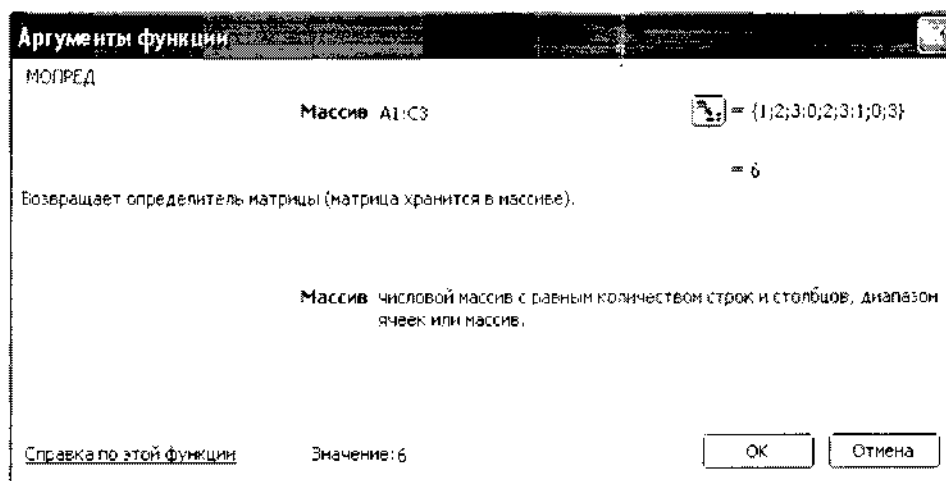 Аргументы функции
МОПРЕД
Массив A1:C3 = {1;2;3:0;2;3:1;0;3}
= 6
Возвращает определитель матрицы (матрица хранится в массиве).
Массив числовой массив с равным количеством строк и столбцов, диапазон
ячеек или массив.
Справка по этой функции Значение: 6 ОК Отмена